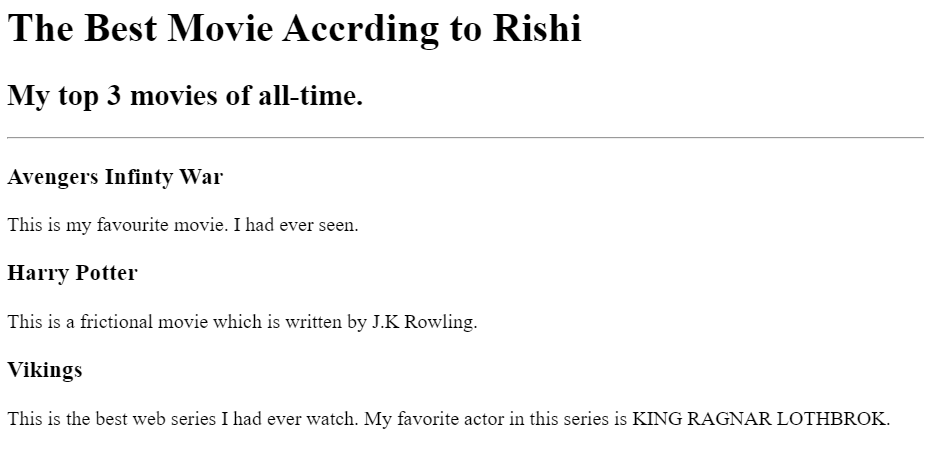 The Best Movie Accrding to Rishi
My top 3 movies of all-time.
Avengers Infinty War
This is my favourite movie. I had ever seen.
Harry Potter
This is a frictional movie which is written by J.K Rowling.
Vikings
This is the best web series I had ever watch. My favorite actor in this series is KING RAGNAR LOTHBROK.